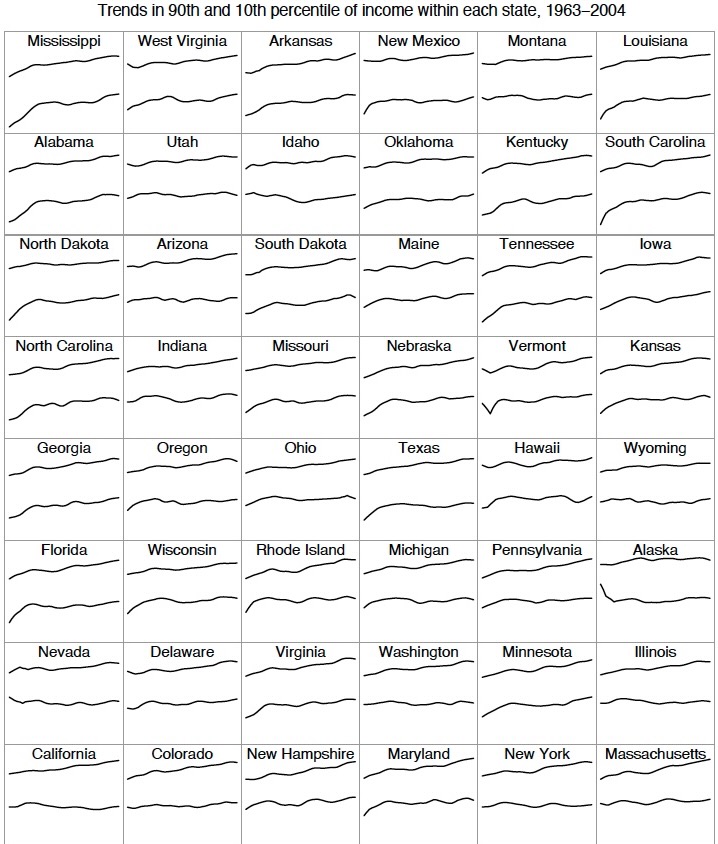 Trends in 90th and 10th percentile of income within each state, 1963–2004
Mississippi West Virginia Arkansas New Mexico Montana Louisiana
Alabama Utah Idaho Oklahoma Kentucky South Carolina
North Dakota Arizona South Dakota Maine Tennessee Iowa
North Carolina Indiana Missouri Nebraska Vermont Kansas
Georgia Oregon Ohio Texas Hawaii Wyoming
Florida Wisconsin Rhode Island Michigan Pennsylvania Alaska
Nevada Delaware Virginia Washington Minnesota Illinois
California Colorado New Hampshire Maryland New York Massachusetts